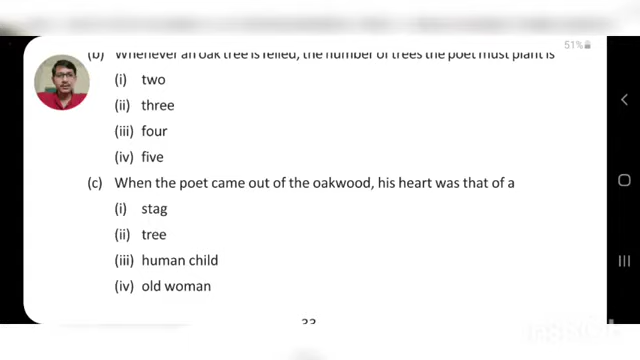 51%
(b) Whenever an oak tree is felled, the number of trees the poet must plant is
(i) two
(ii) three
(iii) four
(iv) five
(c) When the poet came out of the oakwood, his heart was that of a
(i) stag
(ii) tree
(iii) human child
(iv) old woman
33